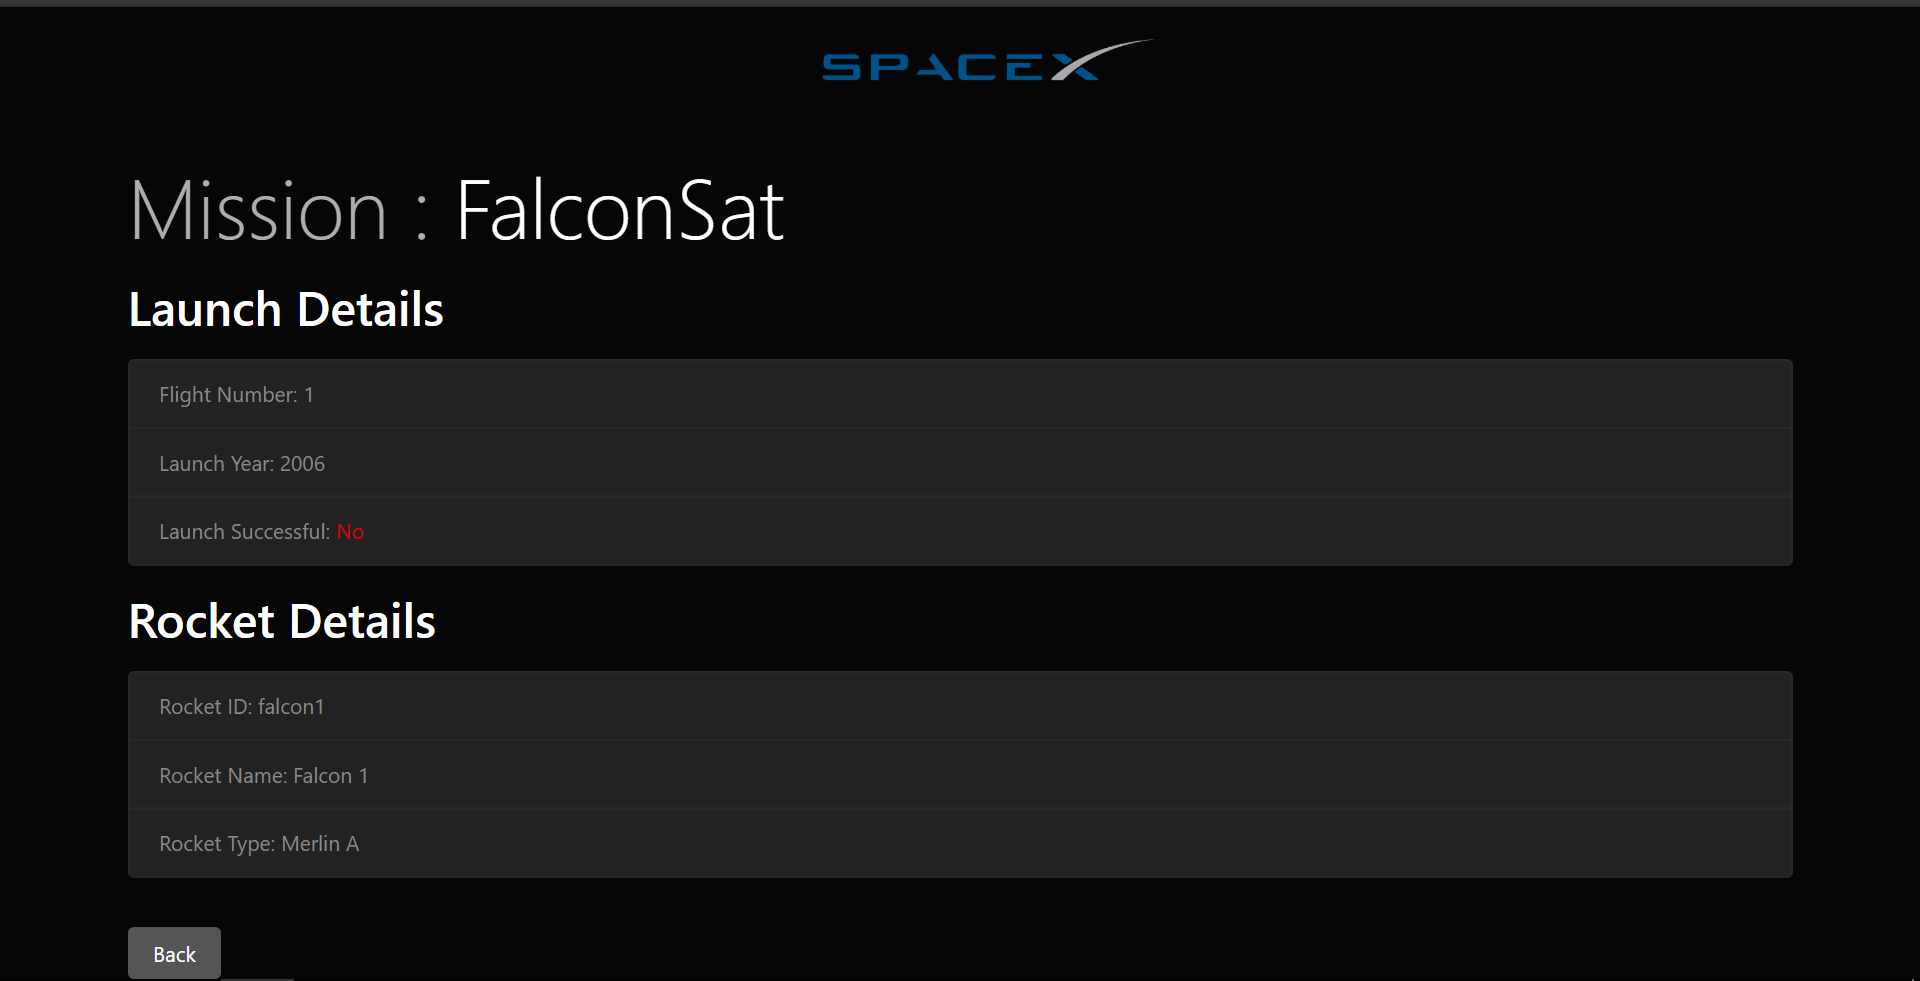 SPACEX
Mission : FalconSat
Launch Details
Flight Number: 1
Launch Year: 2006
Launch Successful: No
Rocket Details
Rocket ID: falcon1
Rocket Name: Falcon 1
Rocket Type: Merlin A
Back